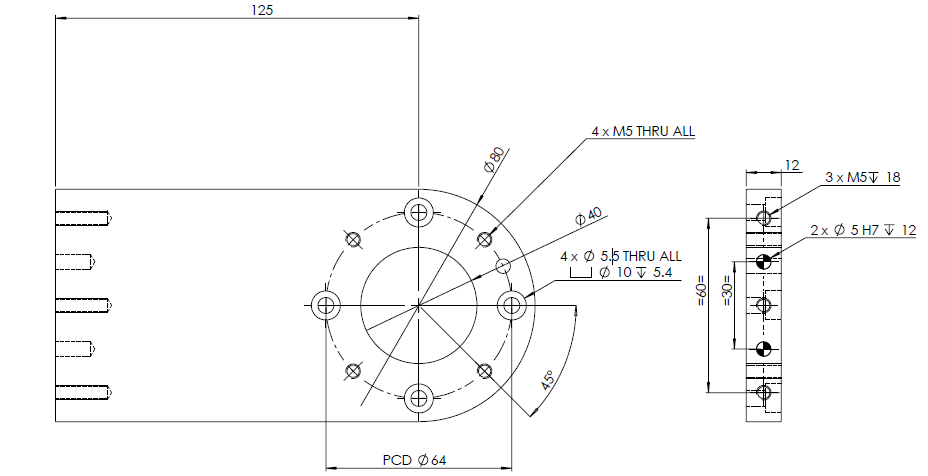 125
4 x M5 THRU ALL
Ø80
12
3 x M5↧ 18
Ø40
2 x Ø 5 H7 ↧ 12
4 x Ø 5.5 THRU ALL
⌴ Ø 10 ↧ 5.4
=60=
=30=
45°
PCD Ø64